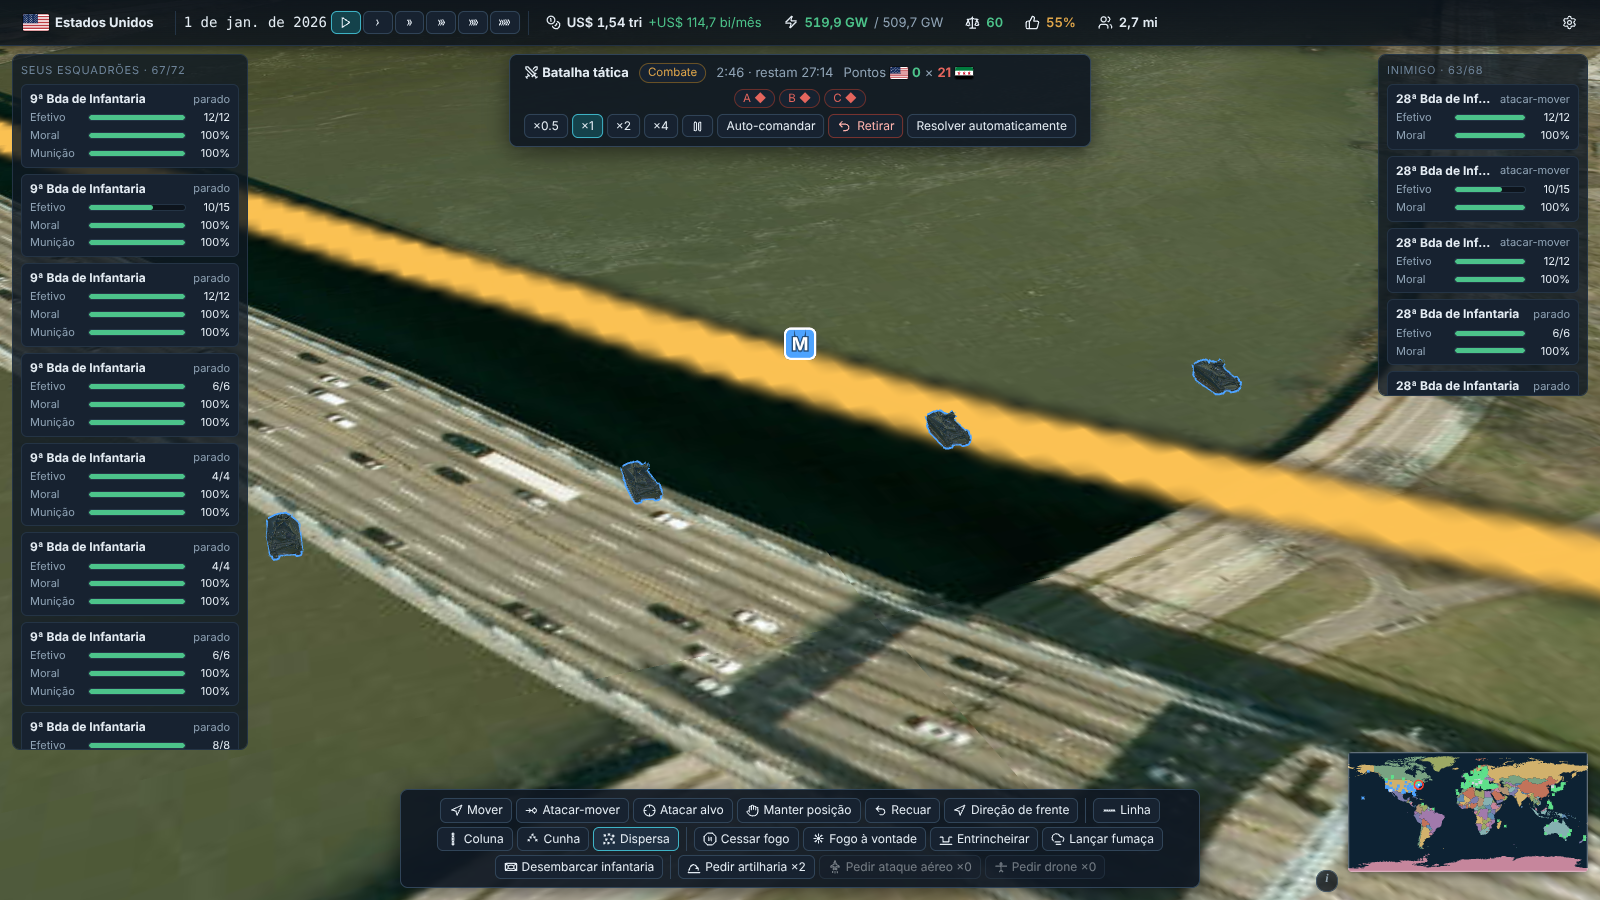 Estados Unidos
1 de jan. de 2026
US$ 1,54 tri +US$ 114,7 bi/mês
519,9 GW / 509,7 GW
60
55%
2,7 mi
SEUS ESQUADRÕES · 67/72
9ª Bda de Infantaria parado
Efetivo 12/12
Moral 100%
Munição 100%
9ª Bda de Infantaria parado
Efetivo 10/15
Moral 100%
Munição 100%
9ª Bda de Infantaria parado
Efetivo 12/12
Moral 100%
Munição 100%
9ª Bda de Infantaria parado
Efetivo 6/6
Moral 100%
Munição 100%
9ª Bda de Infantaria parado
Efetivo 4/4
Moral 100%
Munição 100%
9ª Bda de Infantaria parado
Efetivo 4/4
Moral 100%
Munição 100%
9ª Bda de Infantaria parado
Efetivo 6/6
Moral 100%
Munição 100%
9ª Bda de Infantaria parado
Efetivo 8/8
Batalha tática Combate 2:46 · restam 27:14 Pontos 0 × 21
A B C
×0.5 ×1 ×2 ×4 Auto-comandar Retirar Resolver automaticamente
M
INIMIGO · 63/68
28ª Bda de Inf... atacar-mover
Efetivo 12/12
Moral 100%
28ª Bda de Inf... atacar-mover
Efetivo 10/15
Moral 100%
28ª Bda de Inf... atacar-mover
Efetivo 12/12
Moral 100%
28ª Bda de Infantaria parado
Efetivo 6/6
Moral 100%
28ª Bda de Infantaria parado
Mover Atacar-mover Atacar alvo Manter posição Recuar Direção de frente Linha
Coluna Cunha Dispersa Cessar fogo Fogo à vontade Entrincheirar Lançar fumaça
Desembarcar infantaria Pedir artilharia ×2 Pedir ataque aéreo ×0 Pedir drone ×0
i